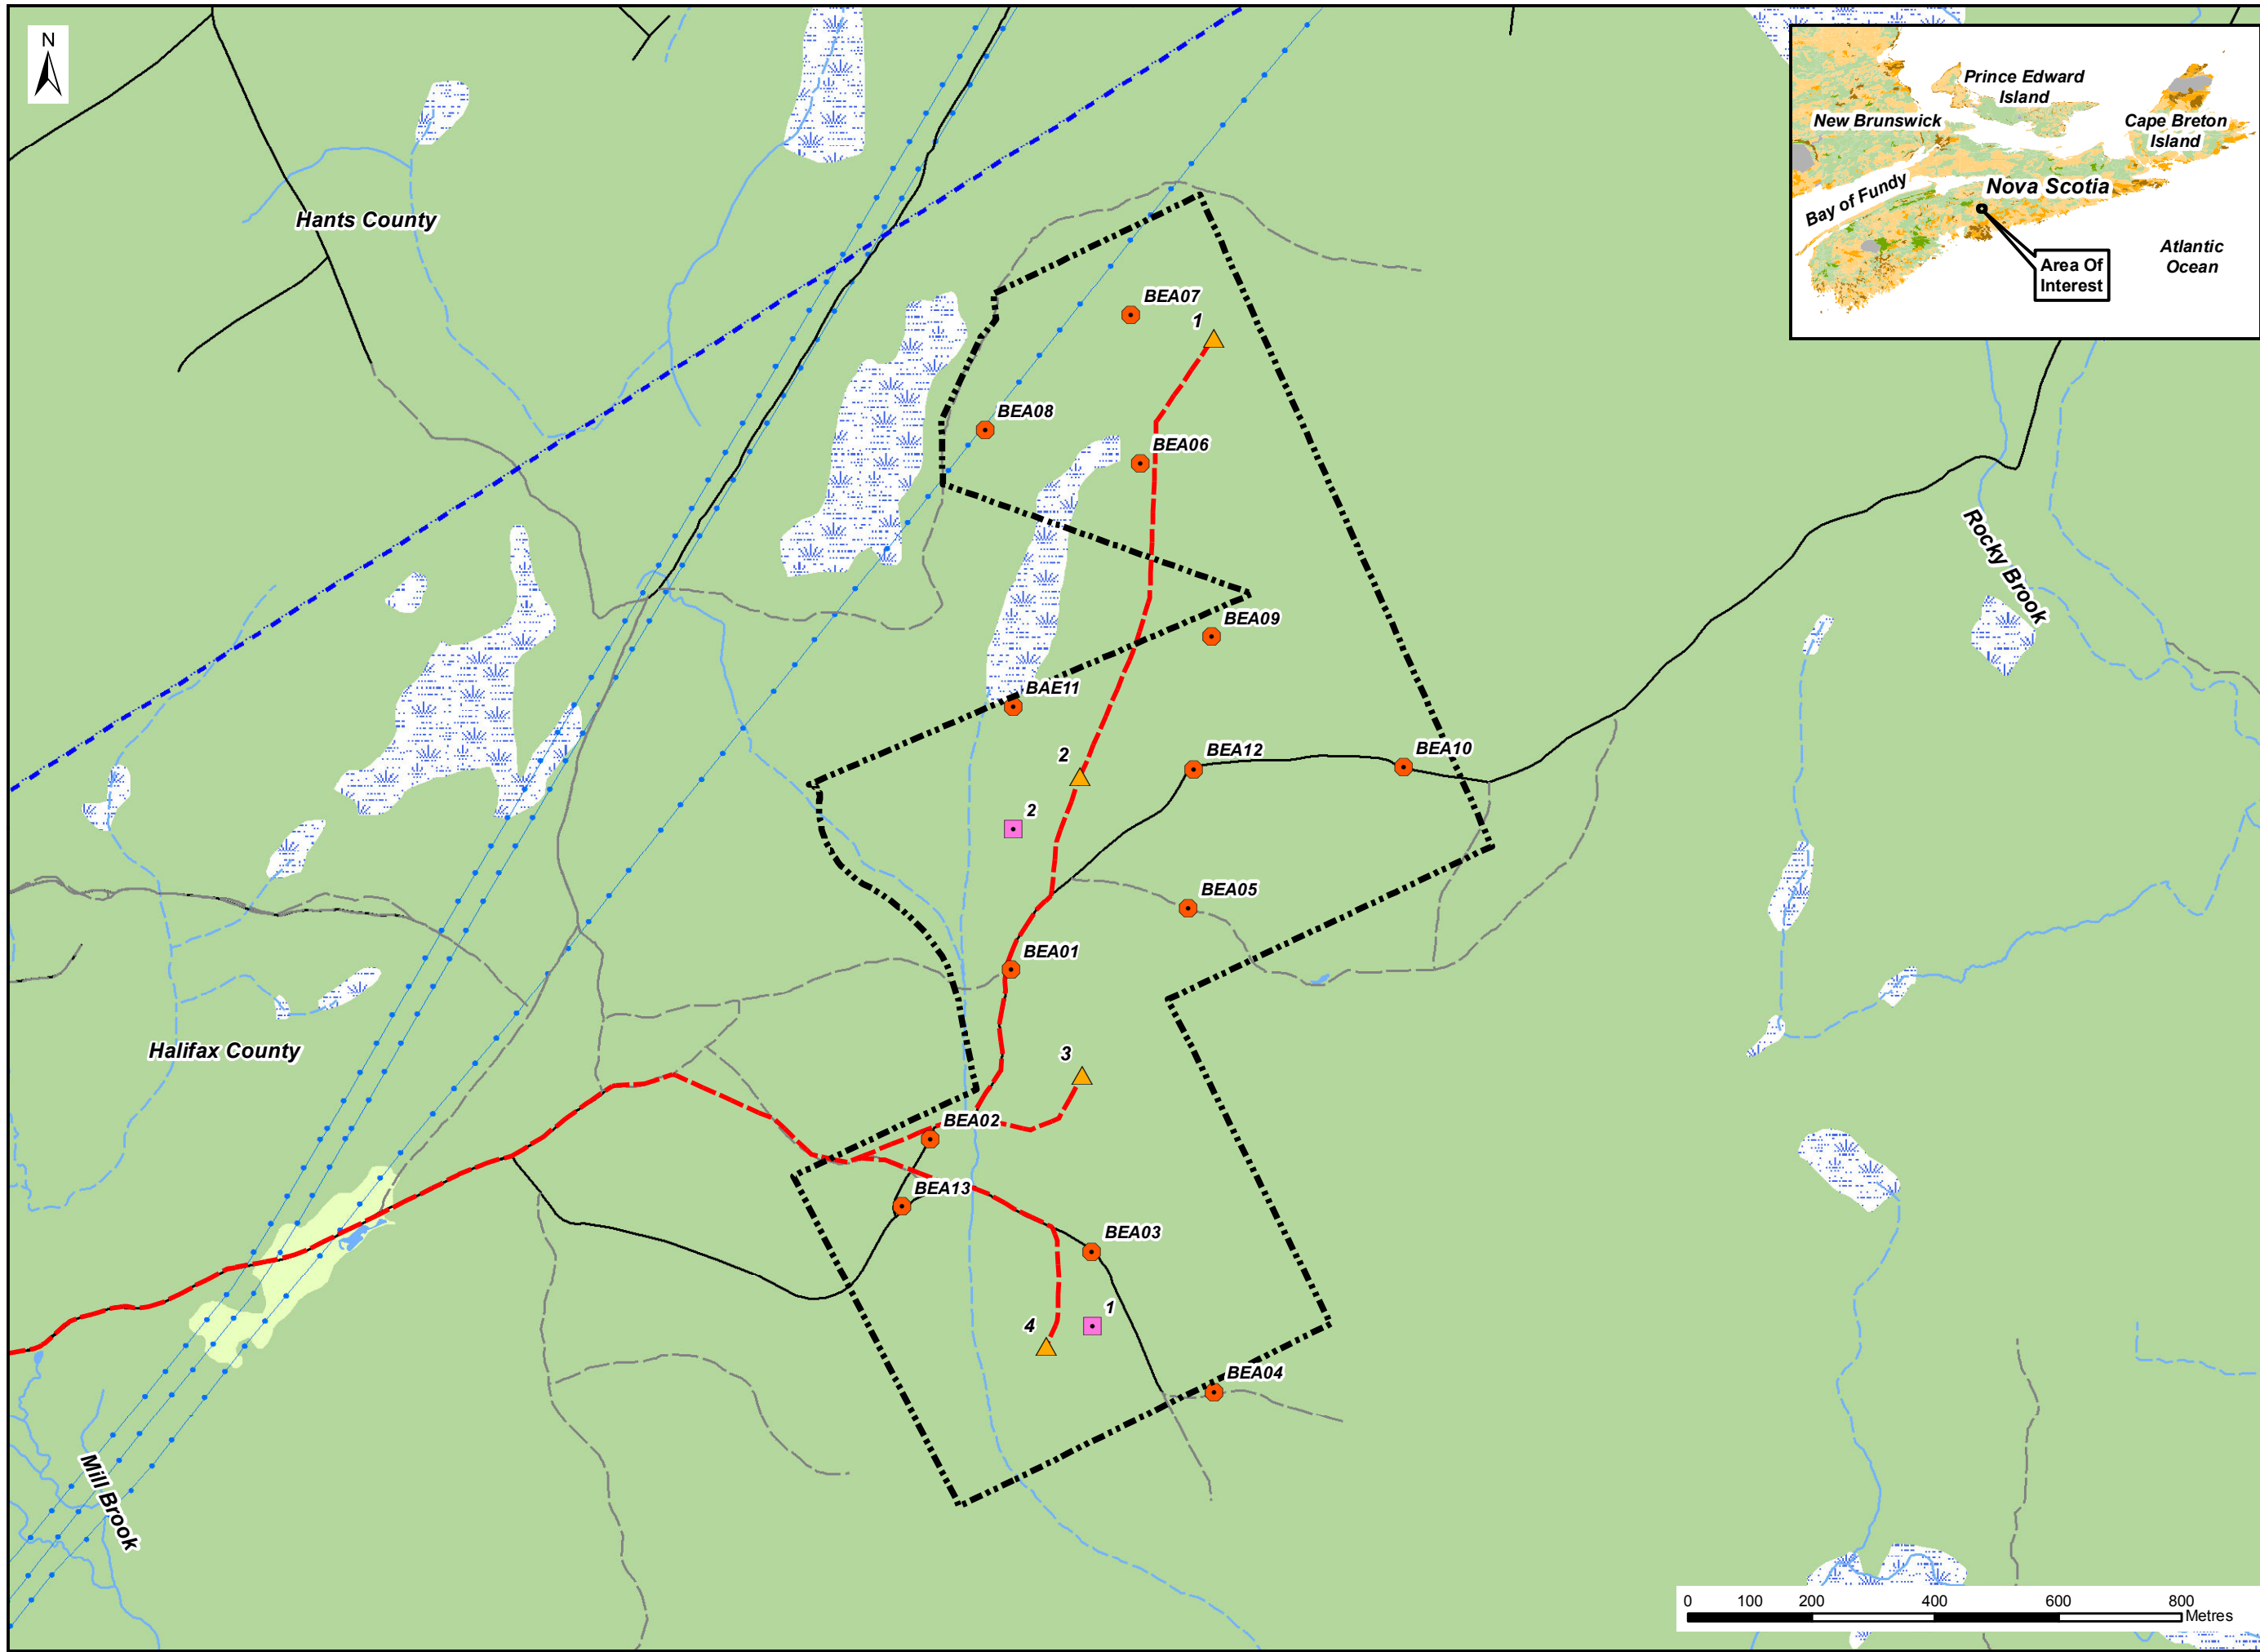 N
Prince Edward
Island
New Brunswick
Cape Breton
Island
Nova Scotia
Bay of Fundy
Atlantic
Ocean
Area Of
Interest
Hants County
BEA07
1
BEA08
BEA06
Rocky Brook
BEA09
BAE11
2
BEA12
BEA10
2
BEA05
BEA01
Halifax County
3
BEA02
BEA13
BEA03
1
4
BEA04
Mill Brook
0 100 200 400 600 800
Metres